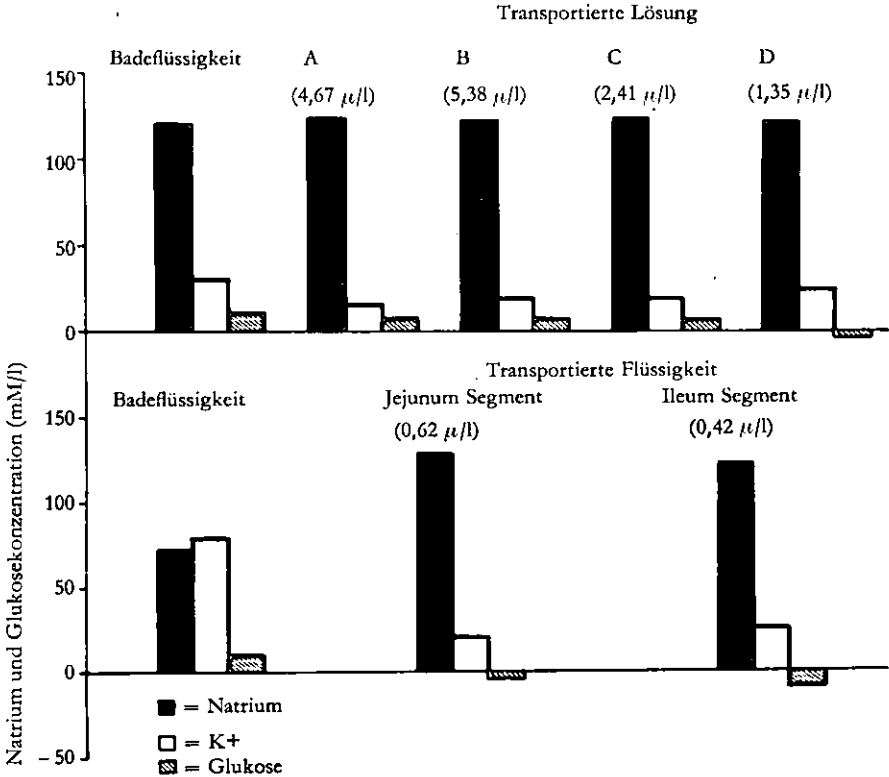 Transportierte Lösung
Badeflüssigkeit A B C D
(4,67 µ/l) (5,38 µ/l) (2,41 µ/l) (1,35 µ/l)
150
100
50
0
Transportierte Flüssigkeit
Badeflüssigkeit Jejunum Segment Ileum Segment
(0,62 µ/l) (0,42 µ/l)
150
100
50
0
– 50
Natrium und Glukosekonzentration (mM/l)
= Natrium
= K+
= Glukose